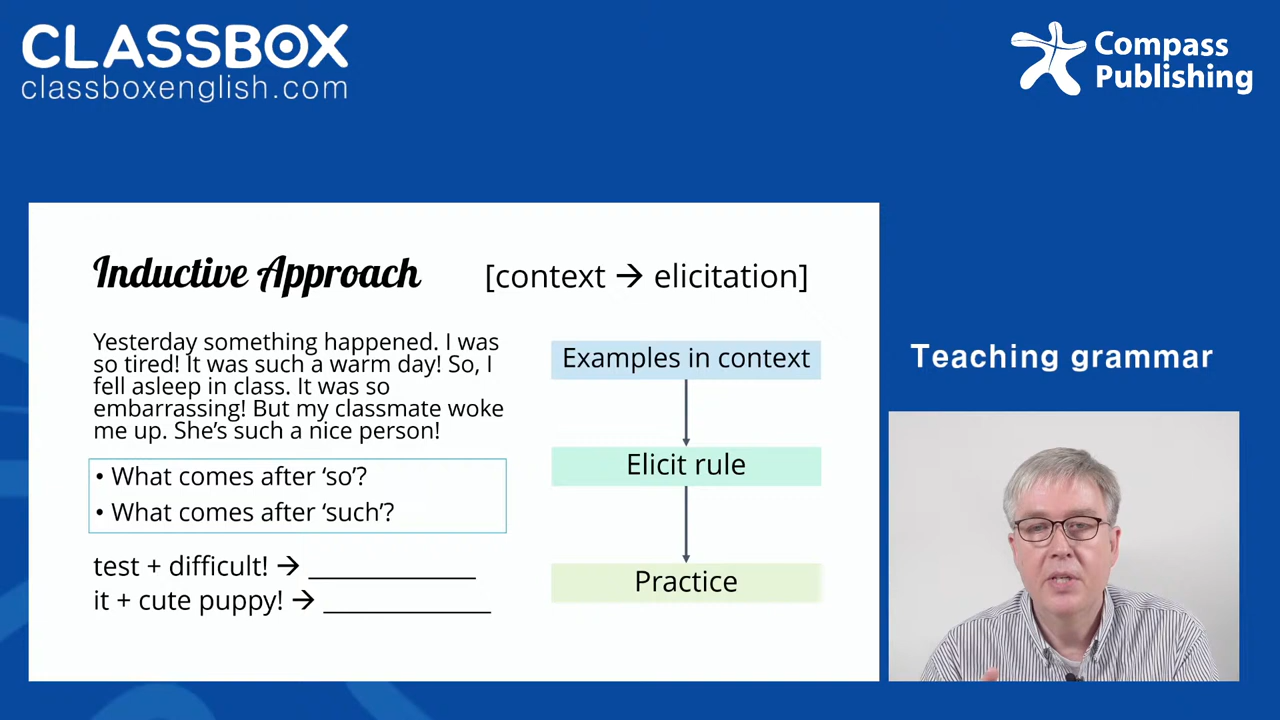 CLASSBOX
classboxenglish.com
Compass
Publishing
Inductive Approach [context → elicitation]
Yesterday something happened. I was
so tired! It was such a warm day! So, I
fell asleep in class. It was so
embarrassing! But my classmate woke
me up. She's such a nice person!
• What comes after ‘so’?
• What comes after ‘such’?
test + difficult! → ____________
it + cute puppy! → ____________
Examples in context
Elicit rule
Practice
Teaching grammar